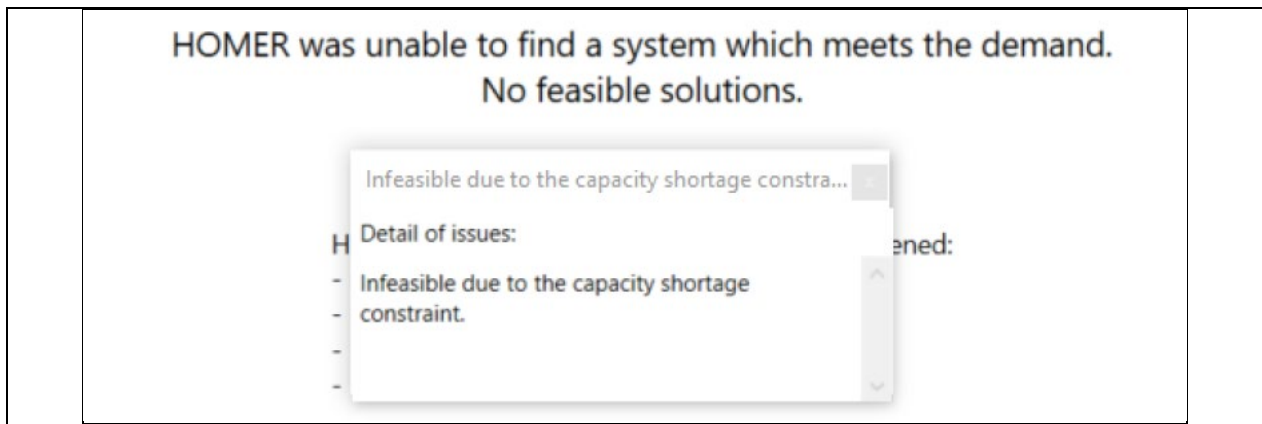 HOMER was unable to find a system which meets the demand.
No feasible solutions.
Infeasible due to the capacity shortage constra... x
Detail of issues:
H ened:
- Infeasible due to the capacity shortage
- constraint.
-
-